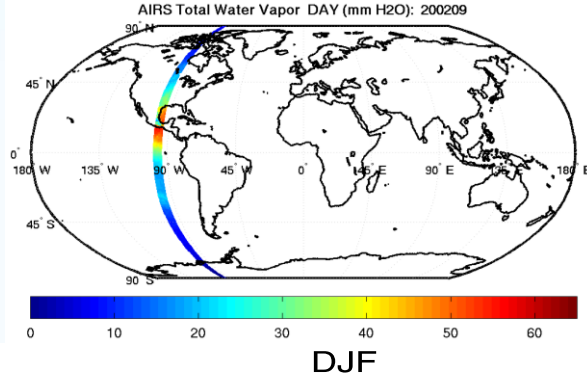 AIRS Total Water Vapor DAY (mm H2O): 200209
90° N
45° N
0°
180° W 135° W 90° W 45° W 0° 45° E 90° E 135° E 180° E
45° S
90° S
0 10 20 30 40 50 60
DJF